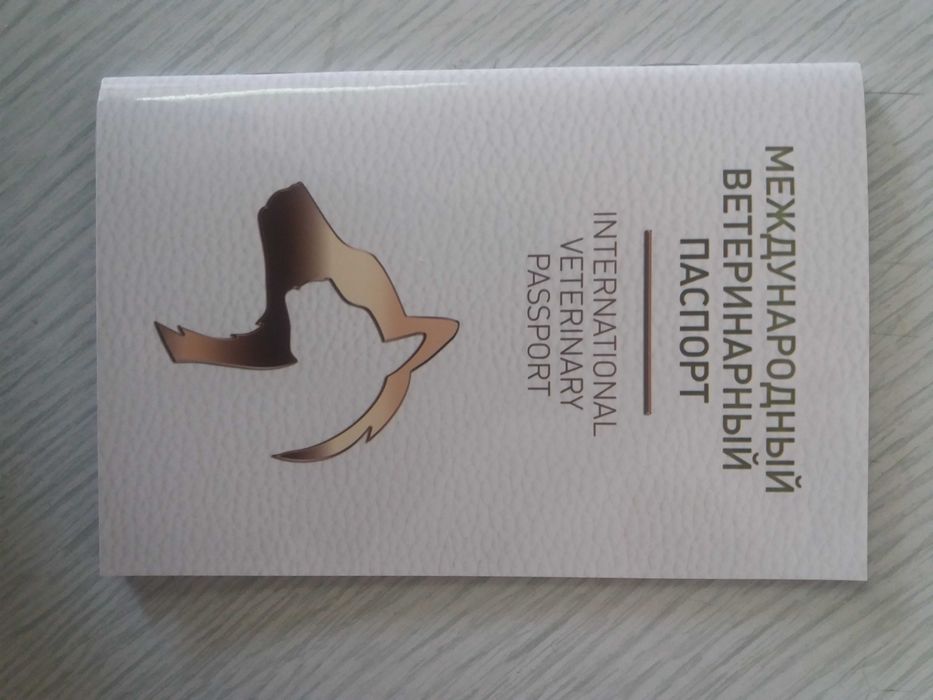 МЕЖДУНАРОДНЫЙ
ВЕТЕРИНАРНЫЙ
ПАСПОРТ
INTERNATIONAL
VETERINARY
PASSPORT